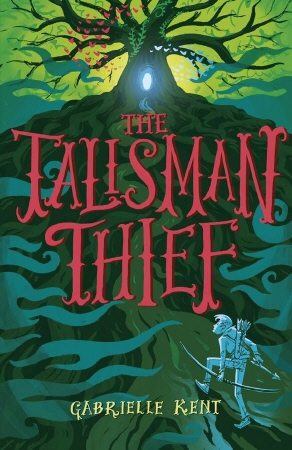 THE
TALISMAN
THIEF
GABRIELLE KENT